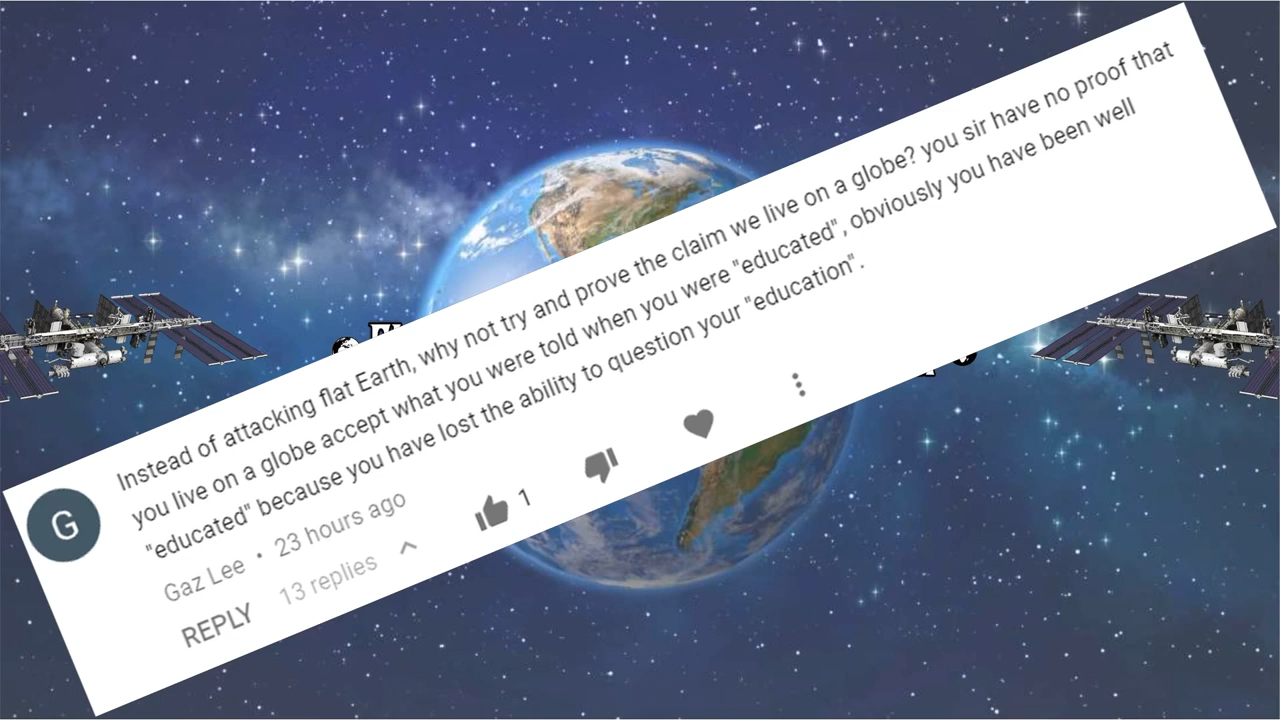 Instead of attacking flat Earth, why not try and prove the claim we live on a globe? you sir have no proof that
you live on a globe accept what you were told when you were "educated", obviously you have been well
"educated" because you have lost the ability to question your "education".
G
Gaz Lee • 23 hours ago
1
REPLY 13 replies